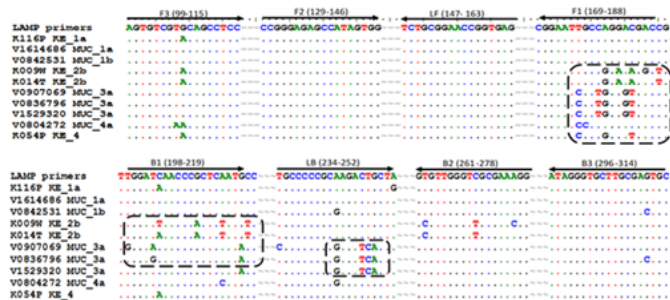 F3 (99-115) F2 (129-146) LF (147- 163) F1 (169-188)
LAMP primers AGTGTCGTGCAGCCTCC CCGGGAGAGCCATAGTGG TCTGCGGAACCGGTGAG CGGAATTGCCAGGACGACCG
K116P KE_1a A
V1614686 MUC_1a
V0842531 MUC_1b
K009W KE_2b A G A A G T
K014T KE_2b A G A A T
V0907069 MUC_3a C T G G T
V0836796 MUC_3a C T G G T
V1529320 MUC_3a C T G G T
V0804272 MUC_4a A A C C
K054P KE_4 A C G T
B1 (198-219) LB (234-252) B2 (261-278) B3 (296-314)
LAMP primers TTGGATCAACCCGCTCAATGCC TGCCCCCGCAAGACTGCTA GTGTTGGGTCGCGAAAGG ATAGGGTGCTTGCGAGTGC
K116P KE_1a A G
V1614686 MUC_1a
V0842531 MUC_1b G C
K009W KE_2b T A T T C T C
K014T KE_2b T A T T C T
V0907069 MUC_3a G A A C G T C A
V0836796 MUC_3a G G T C A C
V1529320 MUC_3a A G T C A
V0804272 MUC_4a C G
K054P KE_4 A